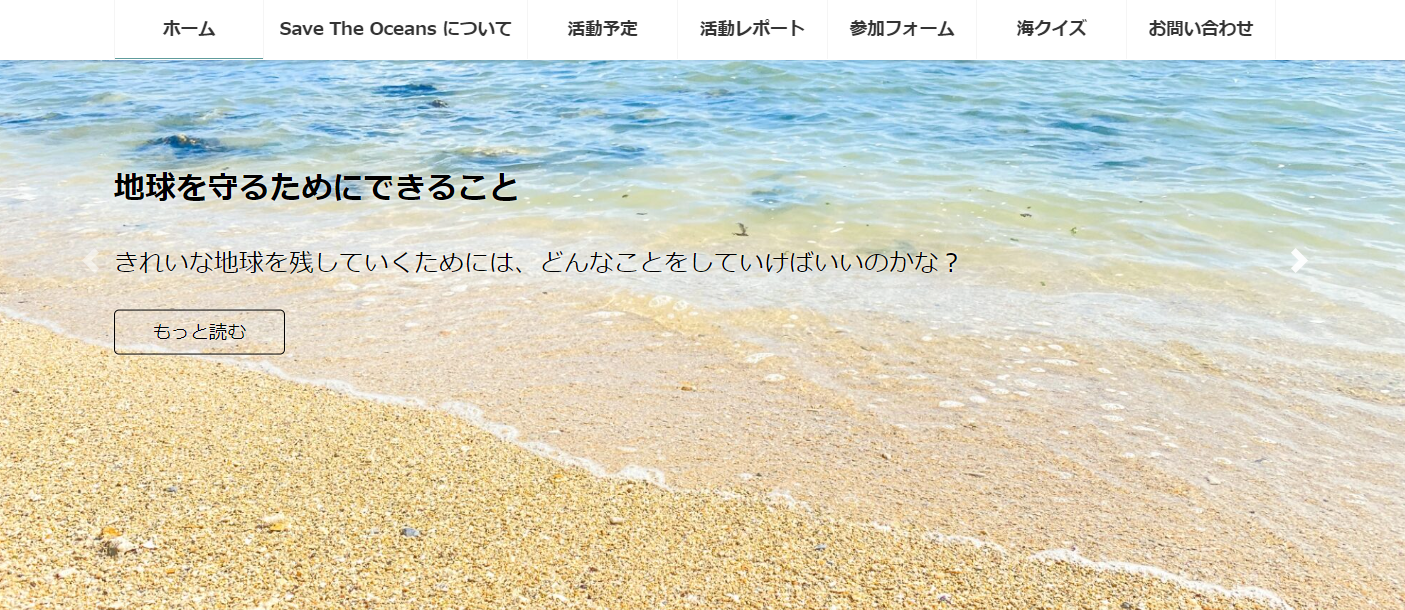 ホーム Save The Oceans について 活動予定 活動レポート 参加フォーム 海クイズ お問い合わせ
地球を守るためにできること
きれいな地球を残していくためには、どんなことをしていけばいいのかな？
もっと読む